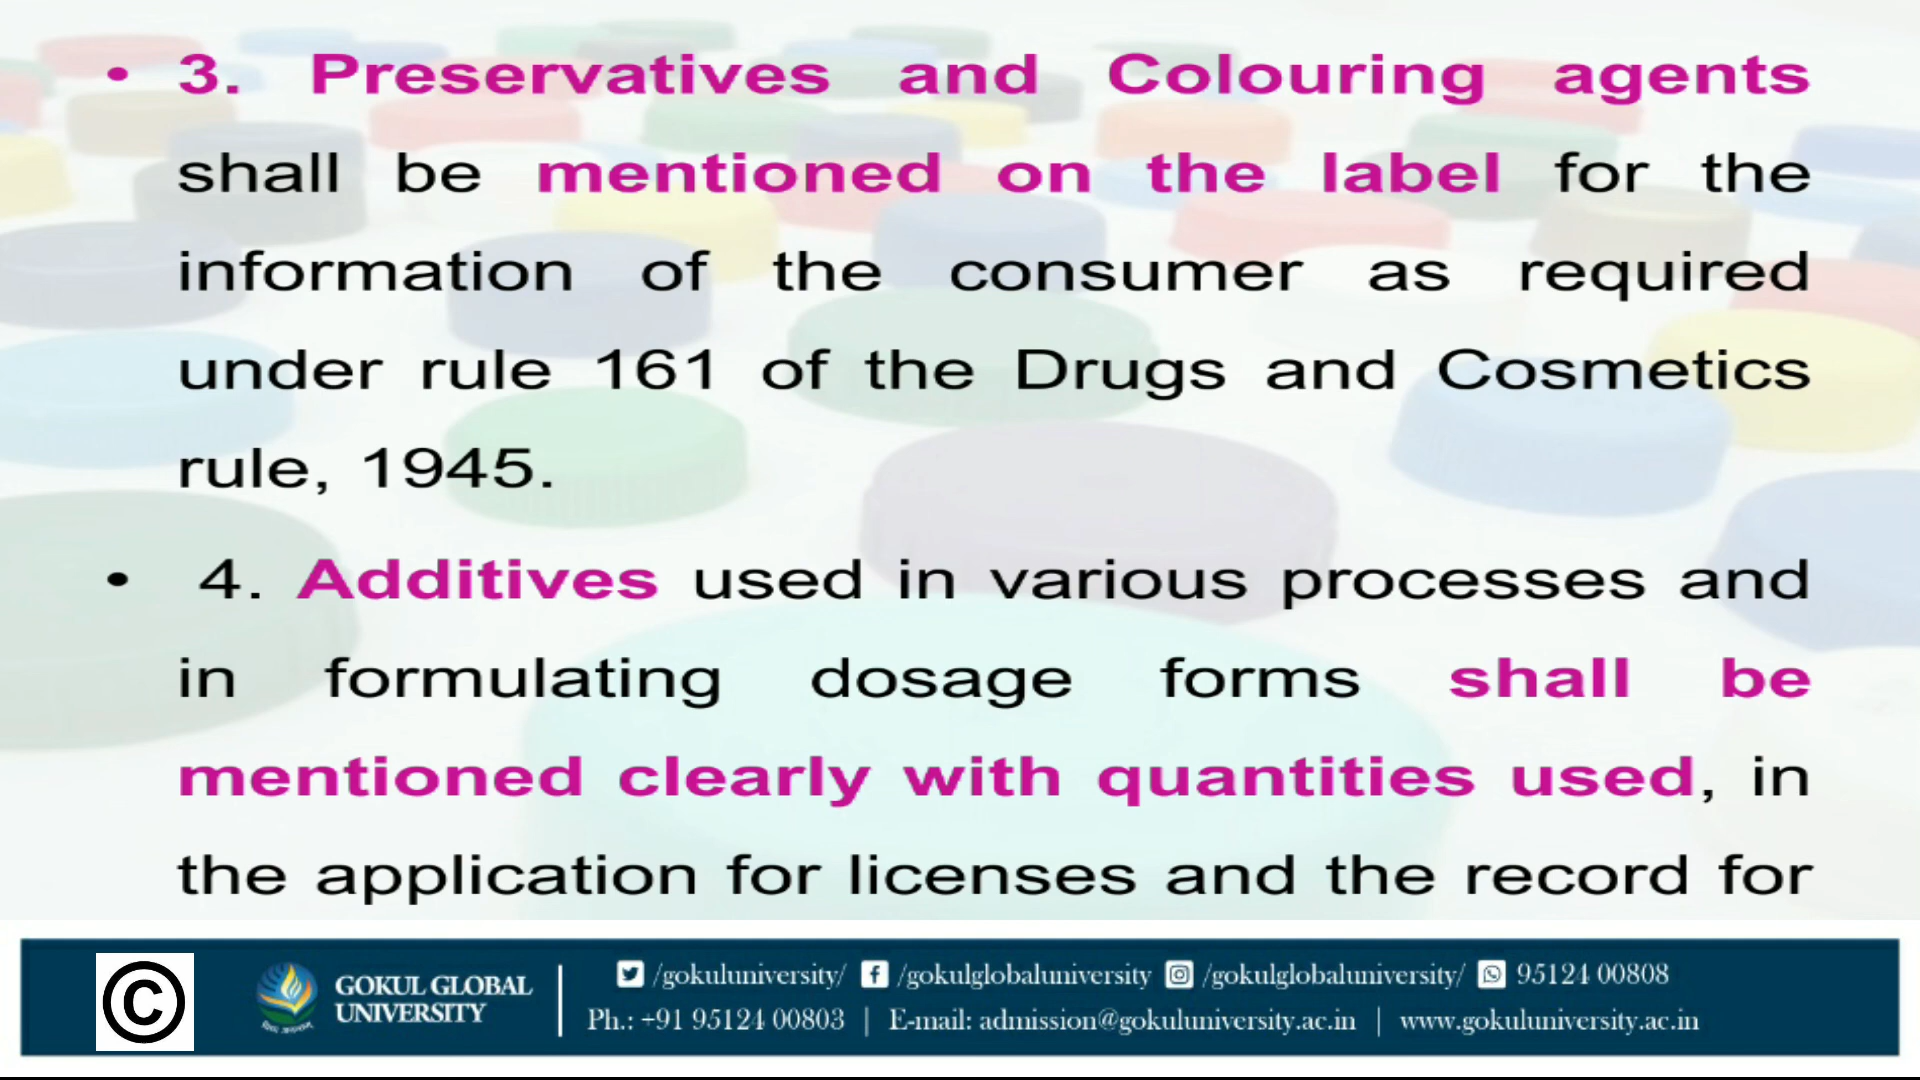 • 3. Preservatives and Colouring agents
shall be mentioned on the label for the
information of the consumer as required
under rule 161 of the Drugs and Cosmetics
rule, 1945.
• 4. Additives used in various processes and
in formulating dosage forms shall be
mentioned clearly with quantities used, in
the application for licenses and the record for
©
GOKUL GLOBAL
UNIVERSITY
/gokuluniversity/ /gokulglobaluniversity /gokulglobaluniversity/ 95124 00808
Ph.: +91 95124 00803 | E-mail: admission@gokuluniversity.ac.in | www.gokuluniversity.ac.in